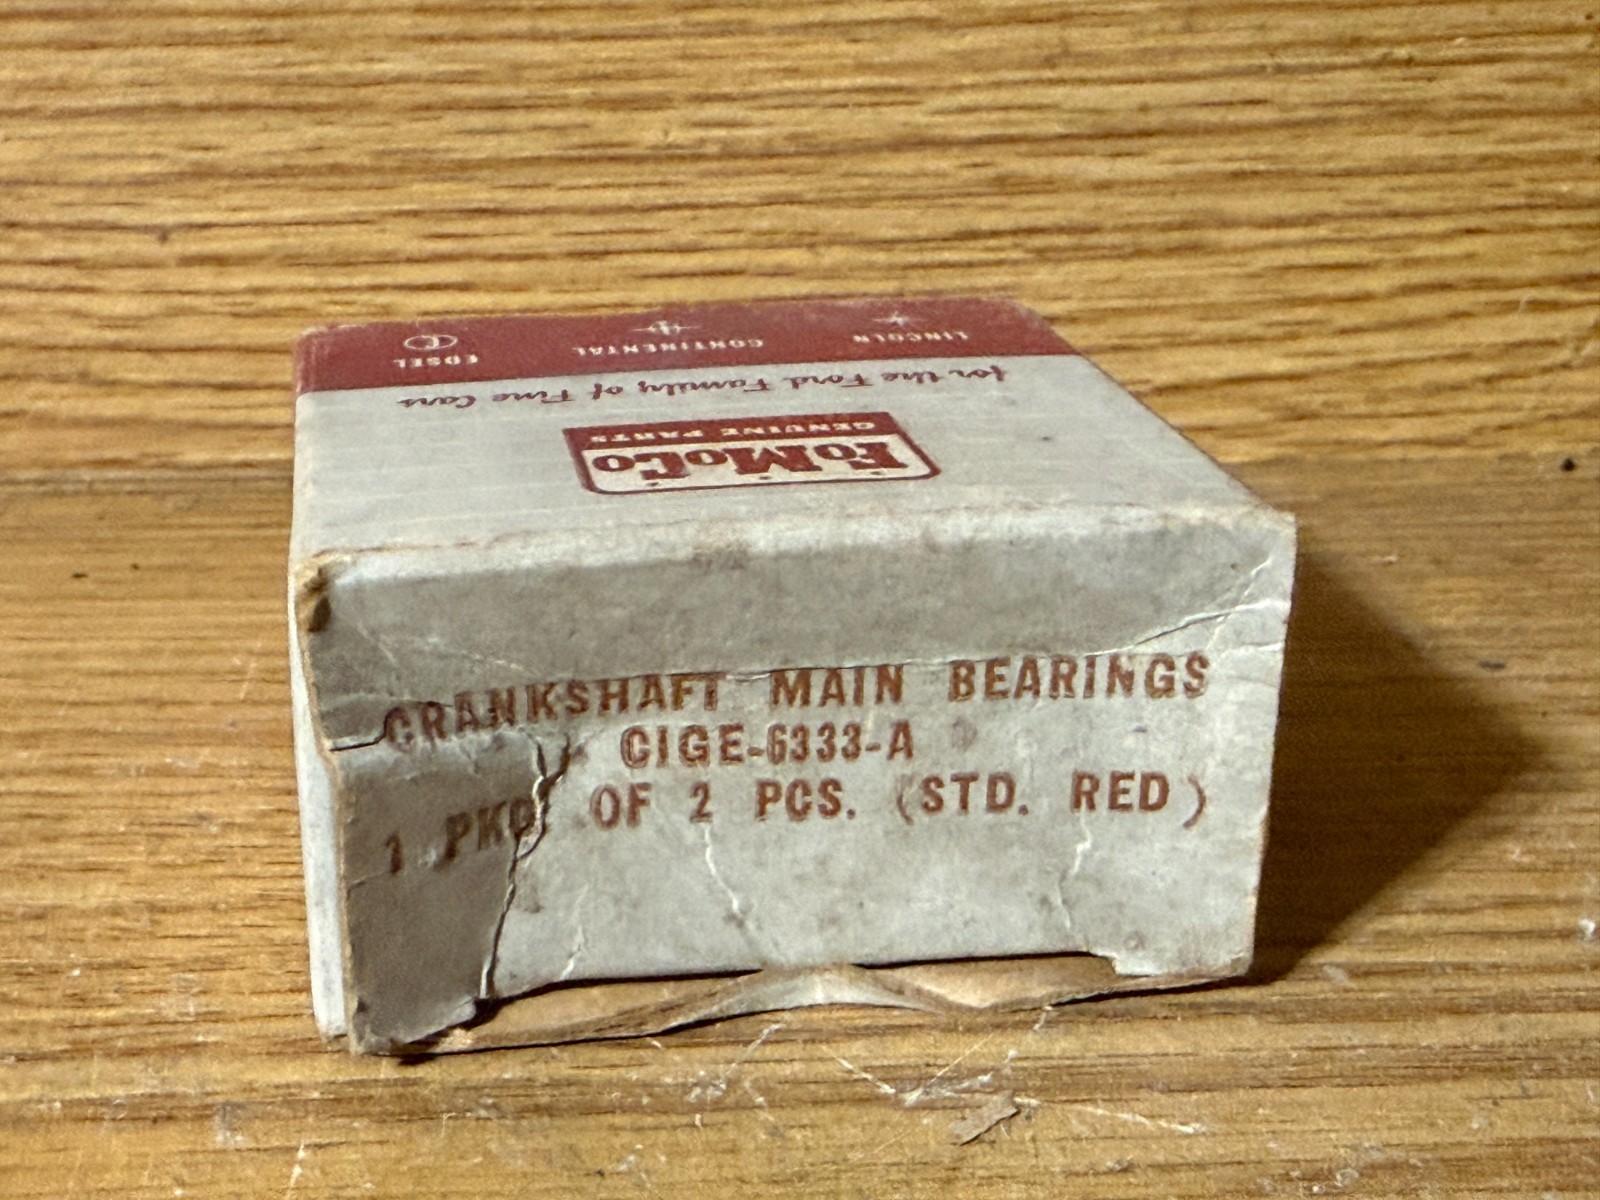 CRANKSHAFT MAIN BEARINGS
CIGE-6333-A
1 PKG. OF 2 PCS. (STD. RED)
FoMoCo
GENUINE PARTS
for the Ford Family of Fine Cars
LINCOLN CONTINENTAL EDSEL